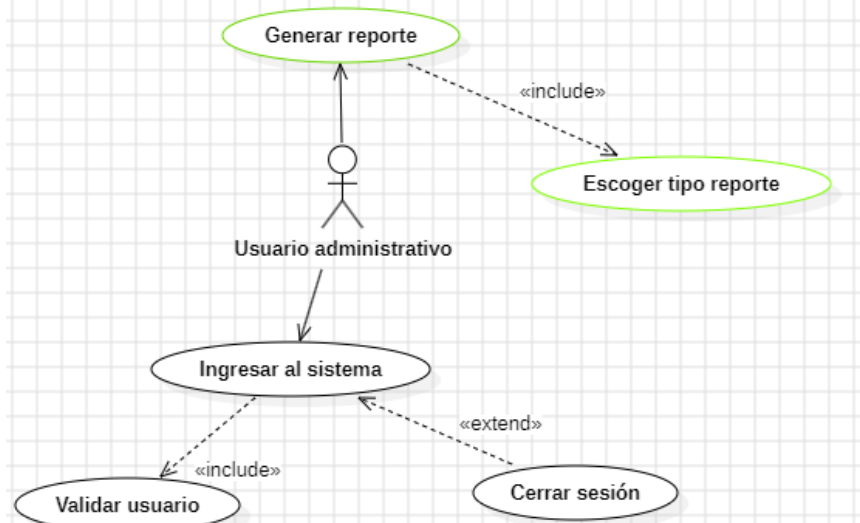 Generar reporte
«include»
Escoger tipo reporte
Usuario administrativo
Ingresar al sistema
«extend»
«include»
Cerrar sesión
Validar usuario